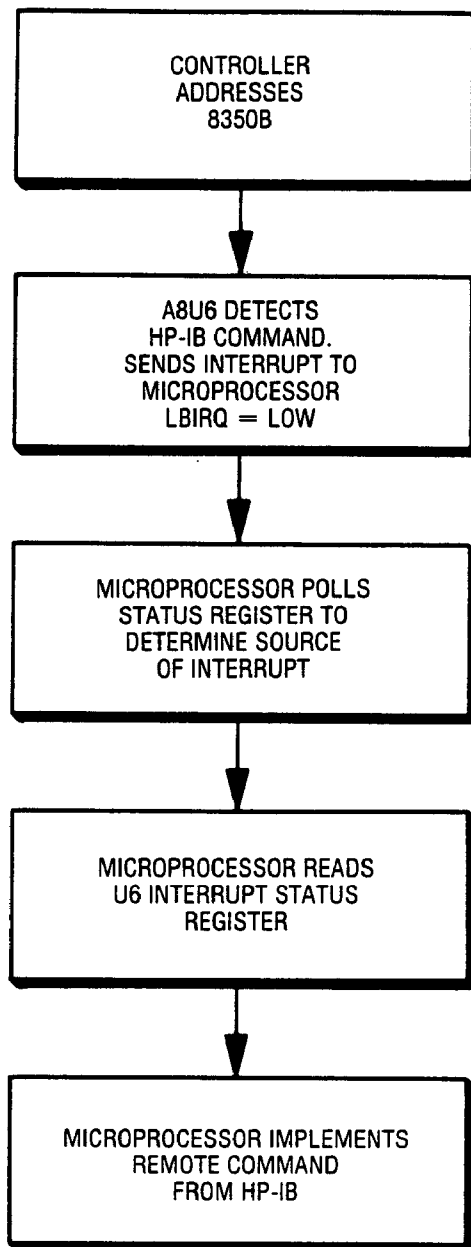 CONTROLLER
ADDRESSES
8350B
A8U6 DETECTS
HP-IB COMMAND.
SENDS INTERRUPT TO
MICROPROCESSOR
LBIRQ = LOW
MICROPROCESSOR POLLS
STATUS REGISTER TO
DETERMINE SOURCE
OF INTERRUPT
MICROPROCESSOR READS
U6 INTERRUPT STATUS
REGISTER
MICROPROCESSOR IMPLEMENTS
REMOTE COMMAND
FROM HP-IB